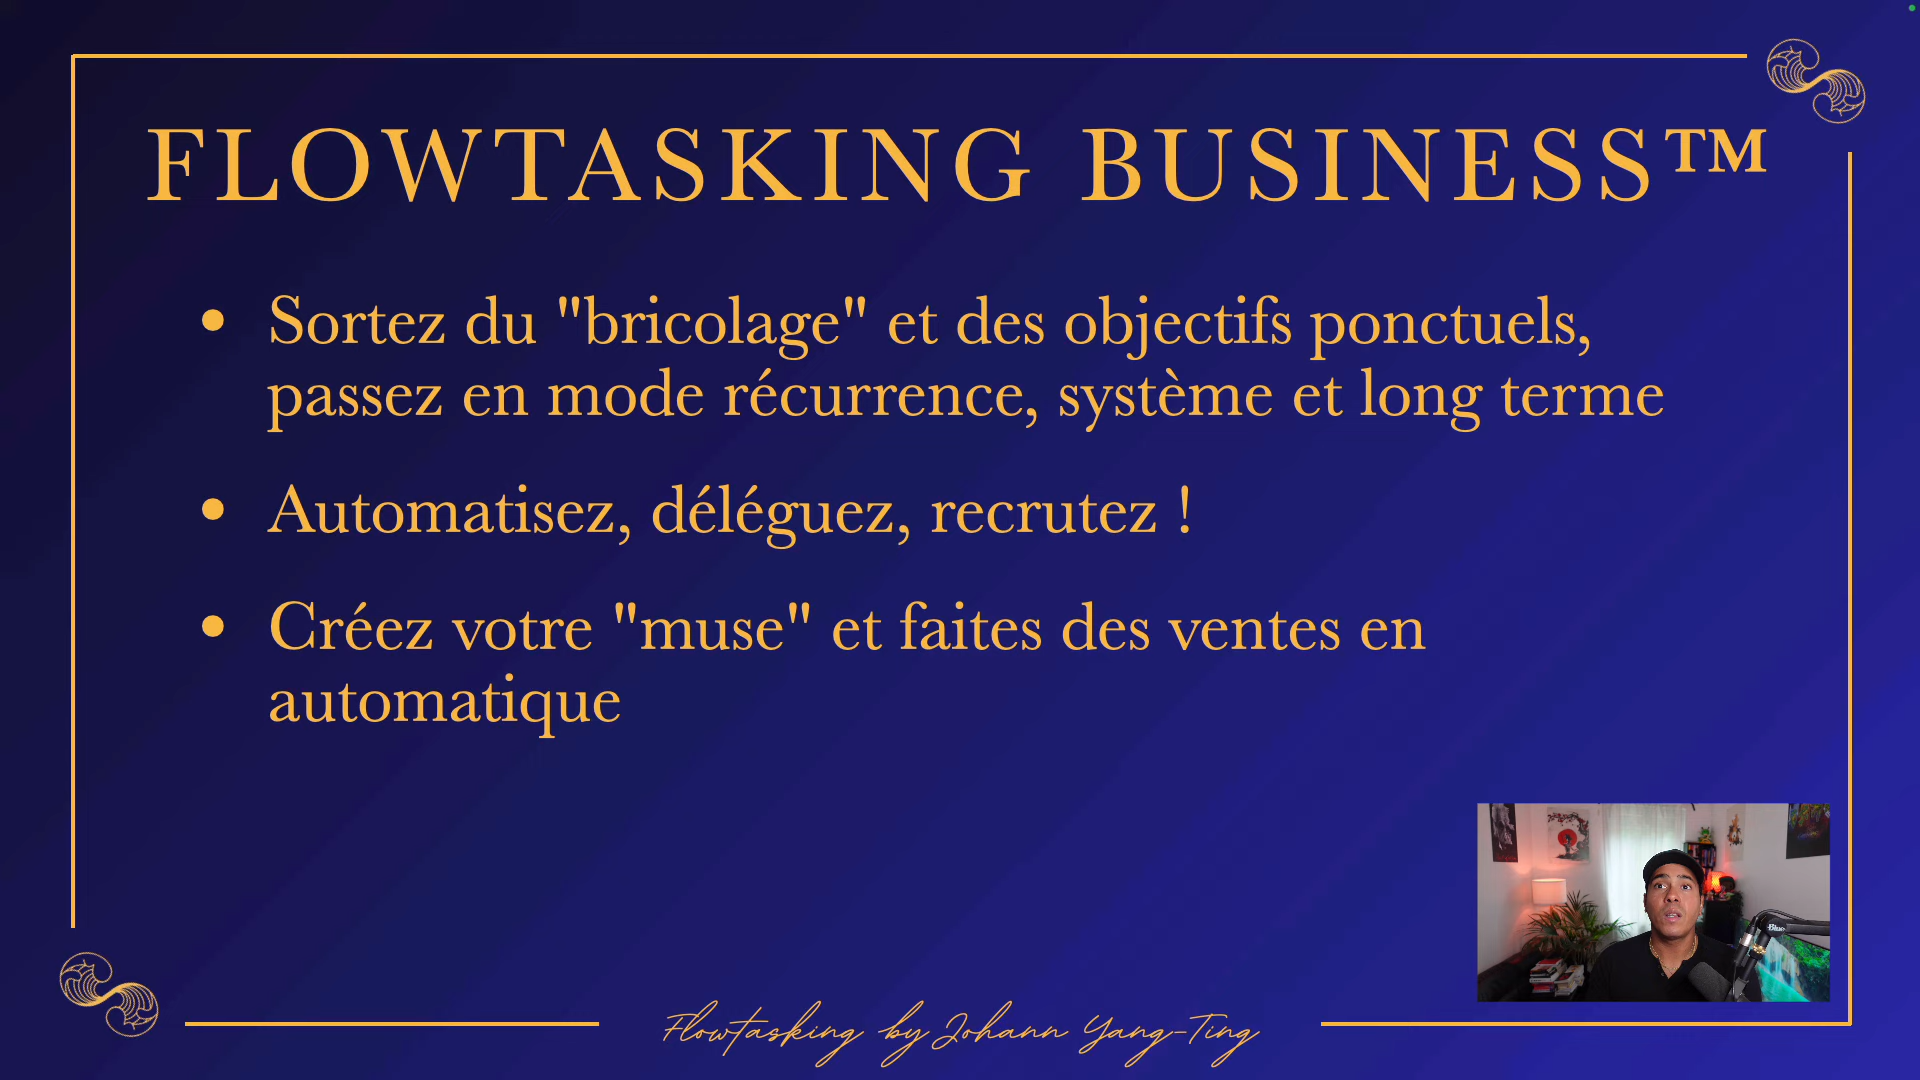 FLOWTASKING BUSINESS™
• Sortez du "bricolage" et des objectifs ponctuels,
passez en mode récurrence, système et long terme
• Automatisez, déléguez, recrutez !
• Créez votre "muse" et faites des ventes en
automatique
Blue
Flowtasking by Johann Yang-Ting